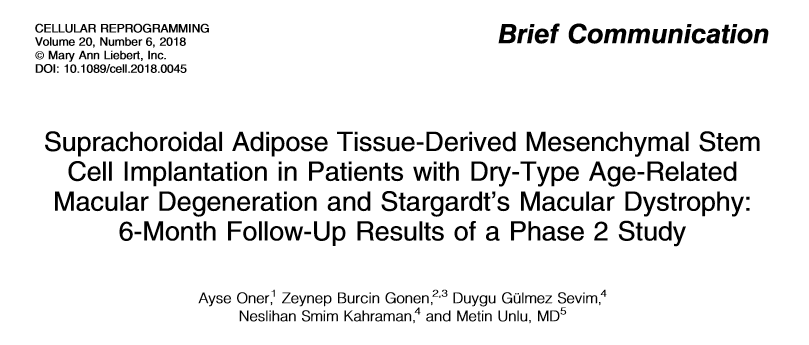 CELLULAR REPROGRAMMING
Volume 20, Number 6, 2018
© Mary Ann Liebert, Inc.
DOI: 10.1089/cell.2018.0045
Brief Communication
Suprachoroidal Adipose Tissue-Derived Mesenchymal Stem
Cell Implantation in Patients with Dry-Type Age-Related
Macular Degeneration and Stargardt's Macular Dystrophy:
6-Month Follow-Up Results of a Phase 2 Study
Ayse Oner,1 Zeynep Burcin Gonen,2,3 Duygu Gülmez Sevim,4
Neslihan Smim Kahraman,4 and Metin Unlu, MD5